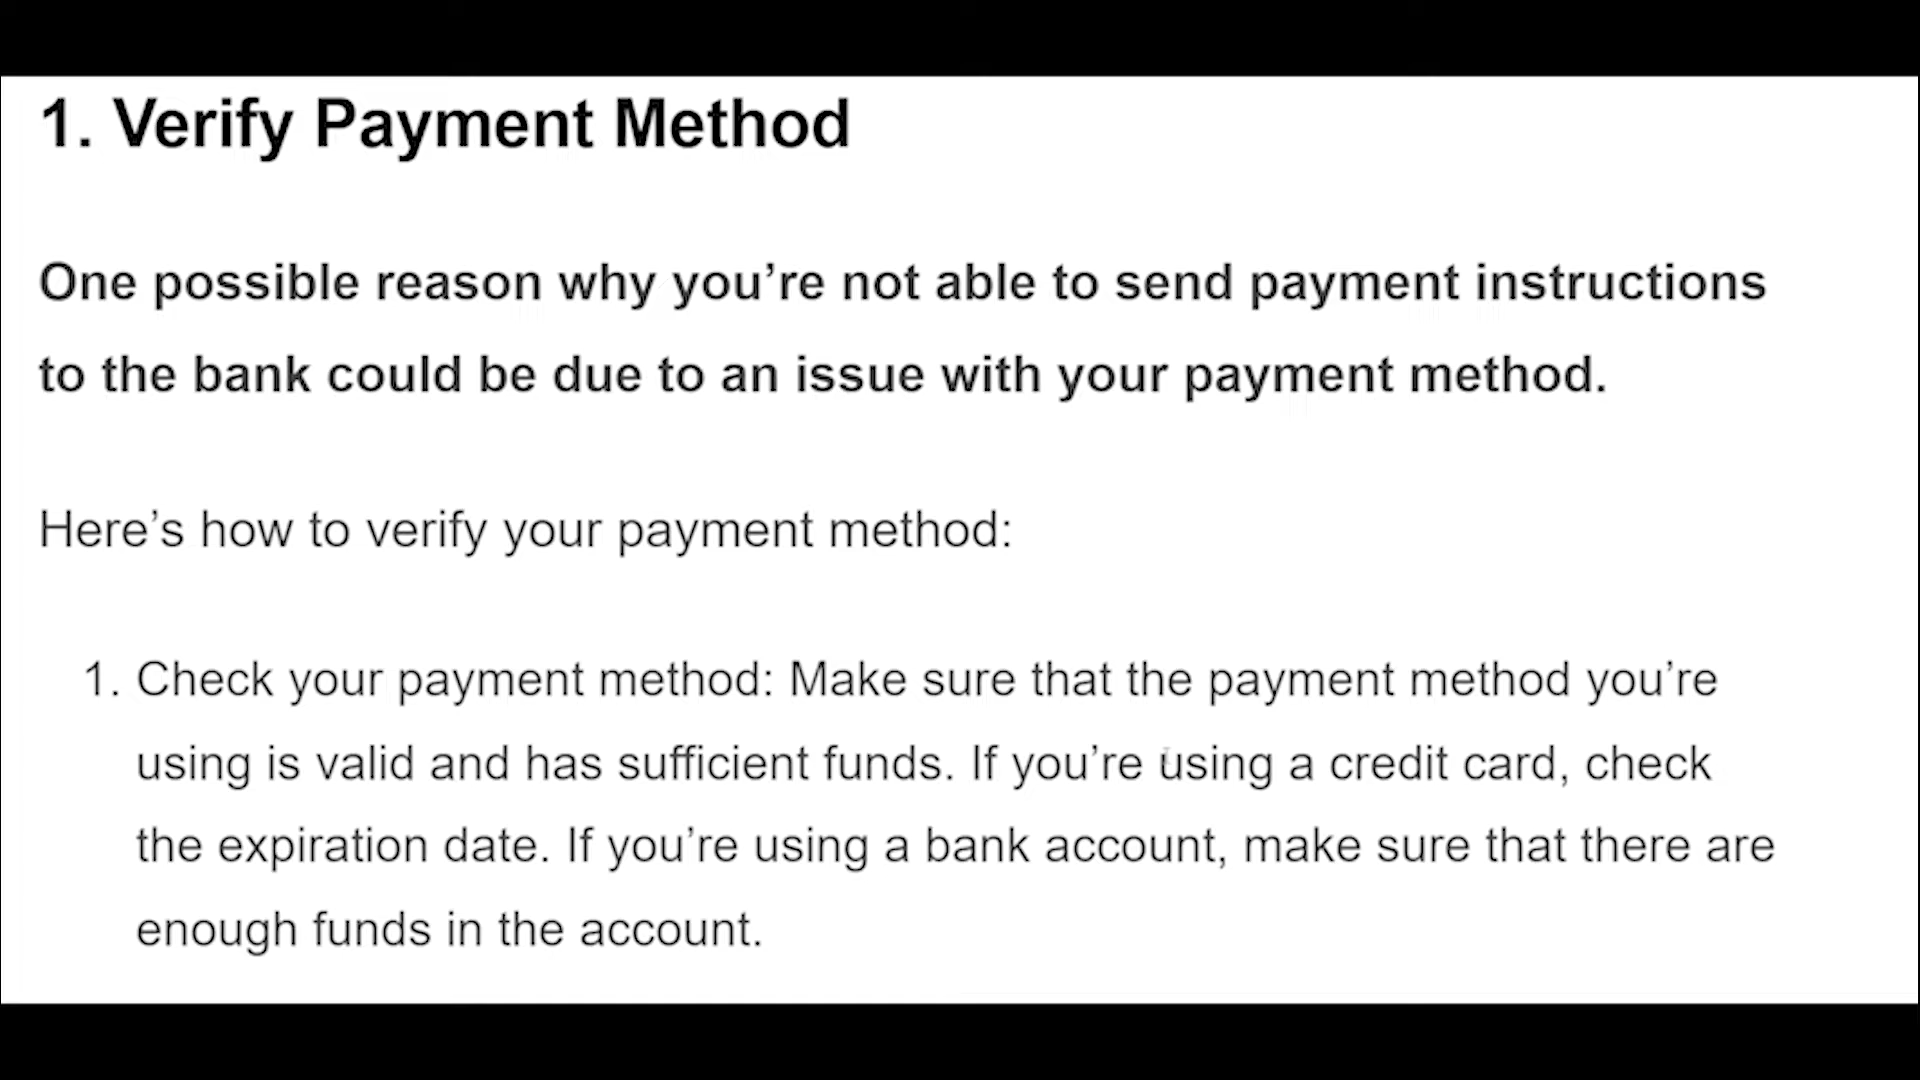 1. Verify Payment Method
One possible reason why you’re not able to send payment instructions
to the bank could be due to an issue with your payment method.
Here’s how to verify your payment method:
1. Check your payment method: Make sure that the payment method you’re
using is valid and has sufficient funds. If you’re using a credit card, check
the expiration date. If you’re using a bank account, make sure that there are
enough funds in the account.